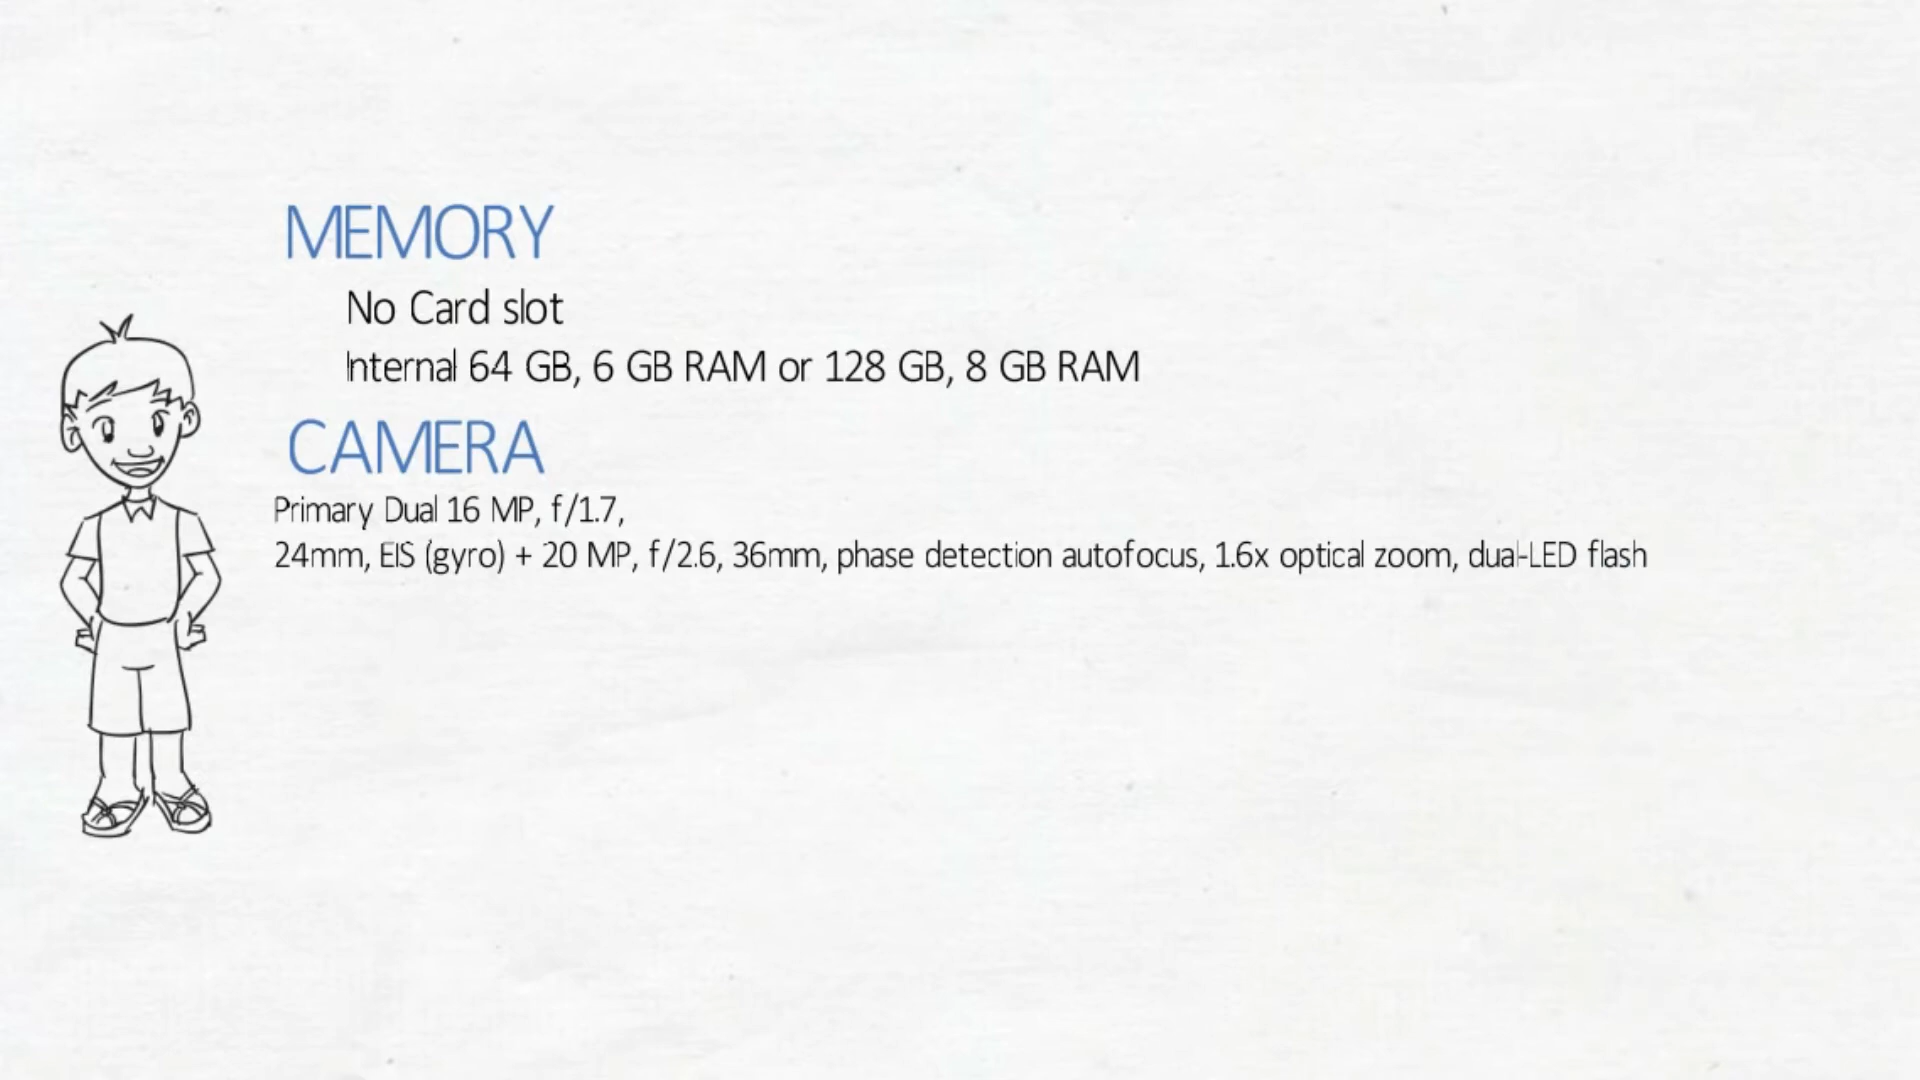 MEMORY
No Card slot
Internal 64 GB, 6 GB RAM or 128 GB, 8 GB RAM
CAMERA
Primary Dual 16 MP, f/1.7,
24mm, EIS (gyro) + 20 MP, f/2.6, 36mm, phase detection autofocus, 1.6x optical zoom, dual-LED flash